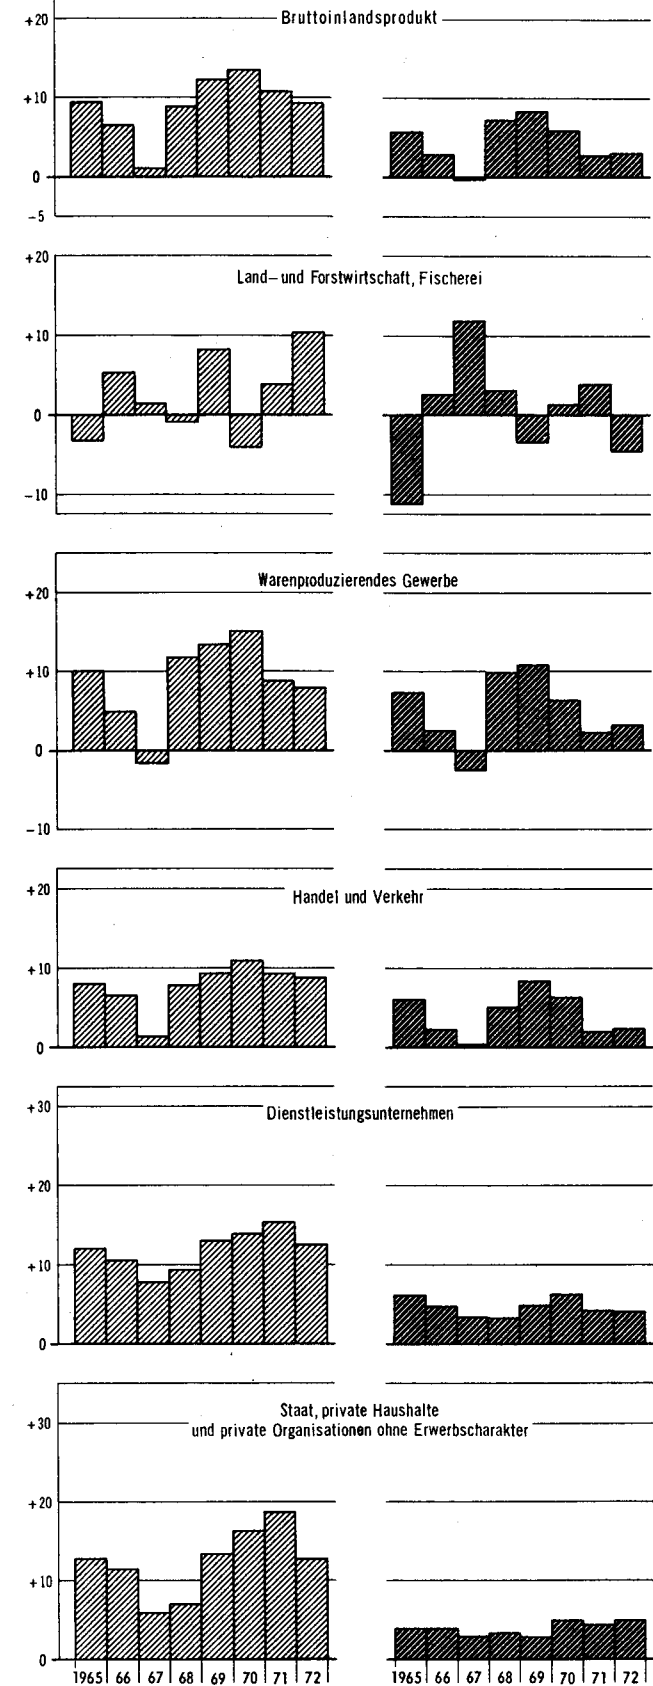 +20
Bruttoinlandsprodukt
+10
0
-5
+20
Land- und Forstwirtschaft, Fischerei
+10
0
-10
Warenproduzierendes Gewerbe
+20
+10
0
-10
+20
Handel und Verkehr
+10
0
+30
Dienstleistungsunternehmen
+20
+10
0
Staat, private Haushalte
+30
und private Organisationen ohne Erwerbscharakter
+20
+10
0
1965 66 67 68 69 70 71 72 1965 66 67 68 69 70 71 72